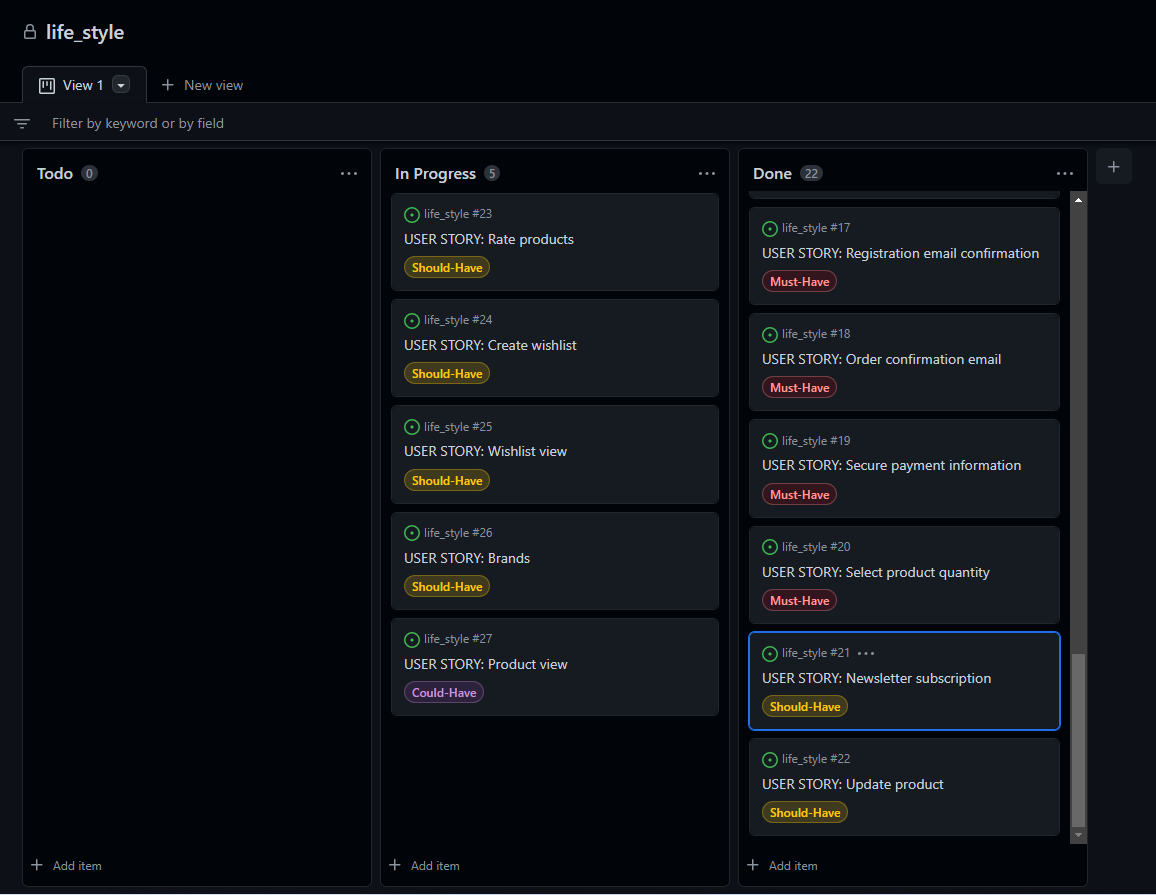 life_style
View 1
New view
Filter by keyword or by field
Todo 0
In Progress 5
life_style #23
USER STORY: Rate products
Should-Have
life_style #24
USER STORY: Create wishlist
Should-Have
life_style #25
USER STORY: Wishlist view
Should-Have
life_style #26
USER STORY: Brands
Should-Have
life_style #27
USER STORY: Product view
Could-Have
Done 22
life_style #17
USER STORY: Registration email confirmation
Must-Have
life_style #18
USER STORY: Order confirmation email
Must-Have
life_style #19
USER STORY: Secure payment information
Must-Have
life_style #20
USER STORY: Select product quantity
Must-Have
life_style #21
USER STORY: Newsletter subscription
Should-Have
life_style #22
USER STORY: Update product
Should-Have
Add item
Add item
Add item